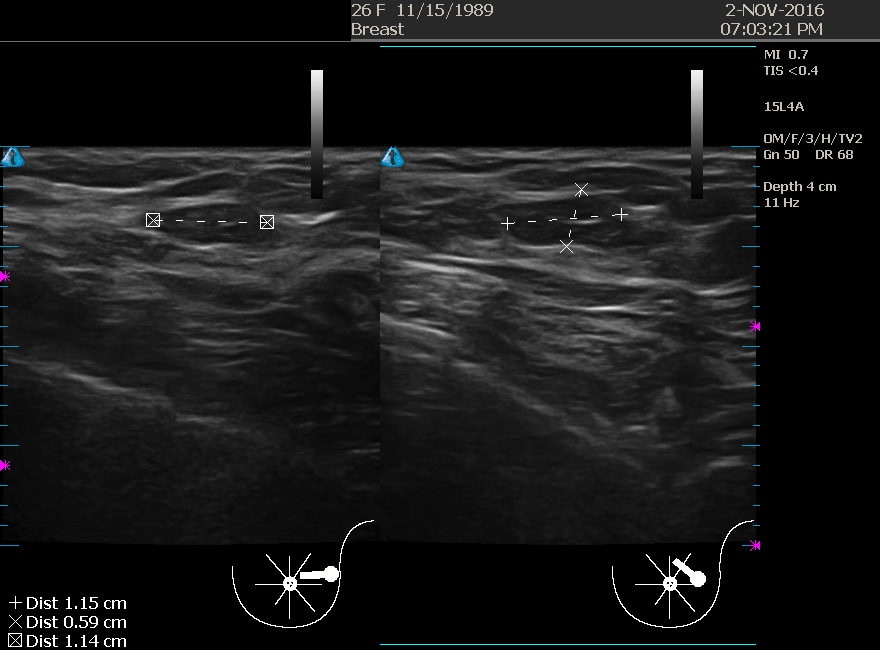 26 F 11/15/1989
2-NOV-2016
Breast
07:03:21 PM
MI 0.7
TIS <0.4
15L4A
OM/F/3/H/TV2
Gn 50 DR 68
Depth 4 cm
11 Hz
Dist 1.15 cm
Dist 0.59 cm
Dist 1.14 cm